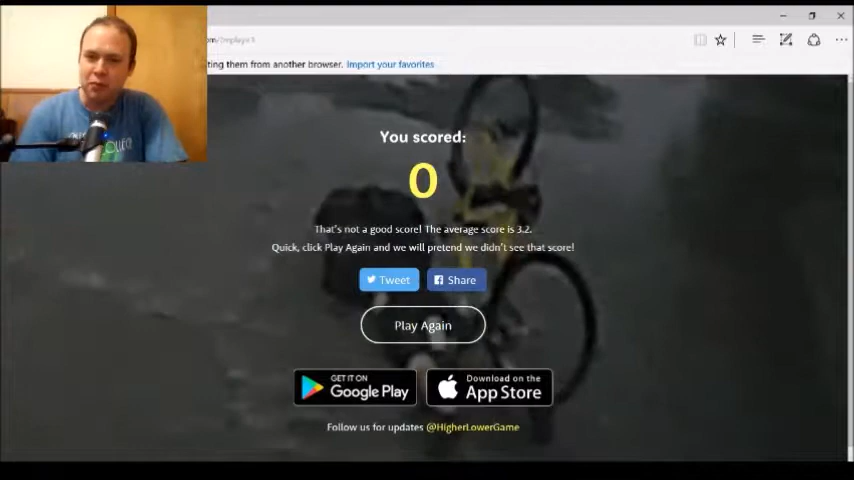 ting them from another browser. Import your favorites
You scored:
0
That's not a good score! The average score is 3.2.
Quick, click Play Again and we will pretend we didn't see that score!
Tweet
Share
Play Again
GET IT ON
Google Play
Download on the
App Store
Follow us for updates @HigherLowerGame